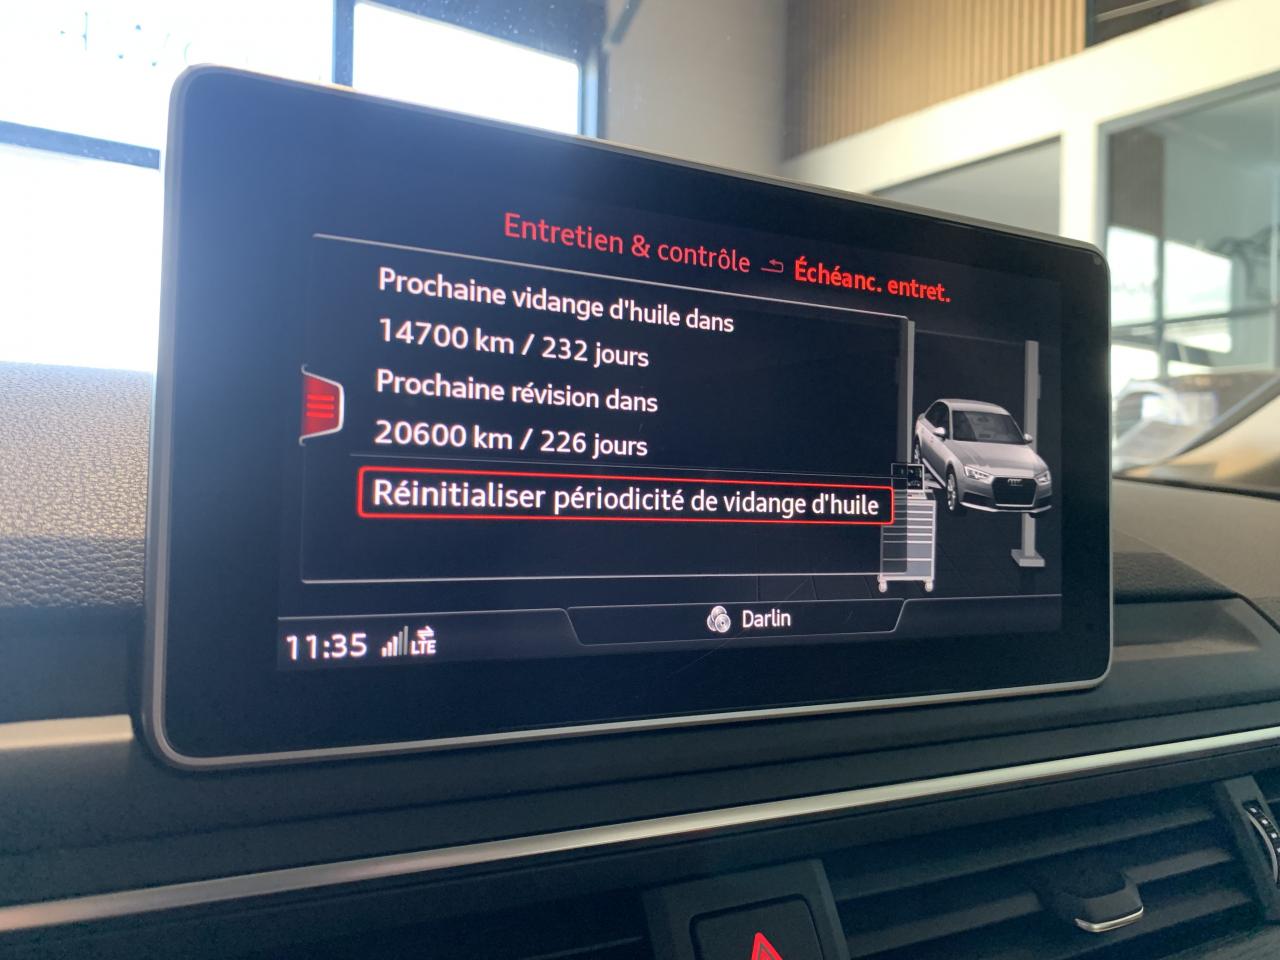 Entretien & contrôle Échéanc. entret.
Prochaine vidange d'huile dans
14700 km / 232 jours
Prochaine révision dans
20600 km / 226 jours
Réinitialiser périodicité de vidange d'huile
Darlin
11:35 LTE